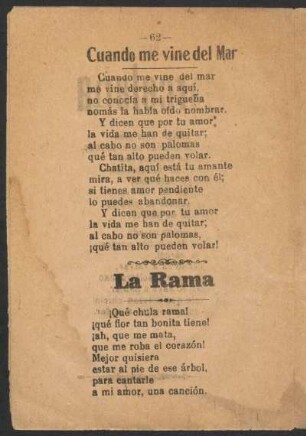 —62—
Cuando me vine del Mar
Cuando me vine del mar
me vine derecho a aquí.
no conocía a mi trigueña
nomás la había oído nombrar.
Y dicen que por tu amor
la vida me han de quitar;
al cabo no son palomas
qué tan alto pueden volar.
Chatita, aquí está tu amante
mira, a ver qué haces con él;
si tienes amor pendiente
lo puedes abandonar.
Y dicen que por tu amor
la vida me han de quitar;
al cabo no son palomas,
¡qué tan alto pueden volar!
La Rama
¡Qué chula rama!
¡qué flor tan bonita tiene!
¡ah, que me mata,
que me roba el corazón!
Mejor quisiera
estar al pie de ese árbol,
para cantarle
a mi amor, una canción.